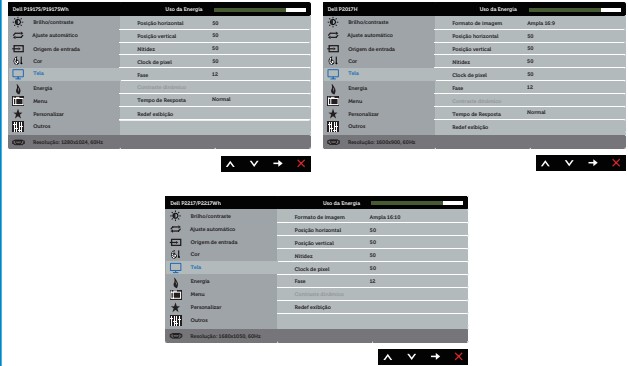 Dell P1917S/P1917SWh Uso da Energia
Brilho/contraste Posição horizontal 50
Ajuste automático Posição vertical 50
Origem de entrada Nitidez 50
Cor Clock de pixel 50
Tela Fase 12
Energia Contraste dinâmico
Menu Tempo de Resposta Normal
Personalizar Redef exibição
Outros
Resolução: 1280x1024, 60Hz
Dell P2017H Uso da Energia
Brilho/contraste Formato de imagem Ampla 16:9
Ajuste automático Posição horizontal 50
Origem de entrada Posição vertical 50
Cor Nitidez 50
Tela Clock de pixel 50
Energia Fase 12
Menu Contraste dinâmico
Personalizar Tempo de Resposta Normal
Outros Redef exibição
Resolução: 1600x900, 60Hz
Dell P2217/P2217Wh Uso da Energia
Brilho/contraste Formato de imagem Ampla 16:10
Ajuste automático Posição horizontal 50
Origem de entrada Posição vertical 50
Cor Nitidez 50
Tela Clock de pixel 50
Energia Fase 12
Menu Contraste dinâmico
Personalizar Redef exibição
Outros
Resolução: 1680x1050, 60Hz